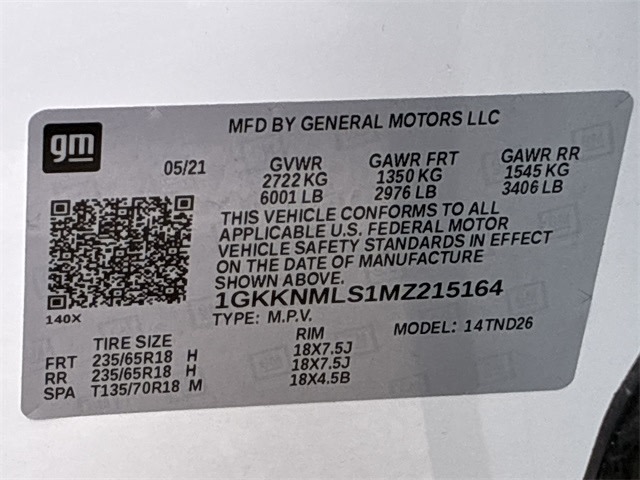 gm
MFD BY GENERAL MOTORS LLC
05/21 GVWR GAWR FRT GAWR RR
2722 KG 1350 KG 1545 KG
6001 LB 2976 LB 3406 LB
THIS VEHICLE CONFORMS TO ALL
APPLICABLE U.S. FEDERAL MOTOR
VEHICLE SAFETY STANDARDS IN EFFECT
ON THE DATE OF MANUFACTURE
SHOWN ABOVE.
1GKKNMLS1MZ215164
140X
TYPE: M.P.V. MODEL: 14TND26
TIRE SIZE RIM
FRT 235/65R18 H 18X7.5J
RR 235/65R18 H 18X7.5J
SPA T135/70R18 M 18X4.5B